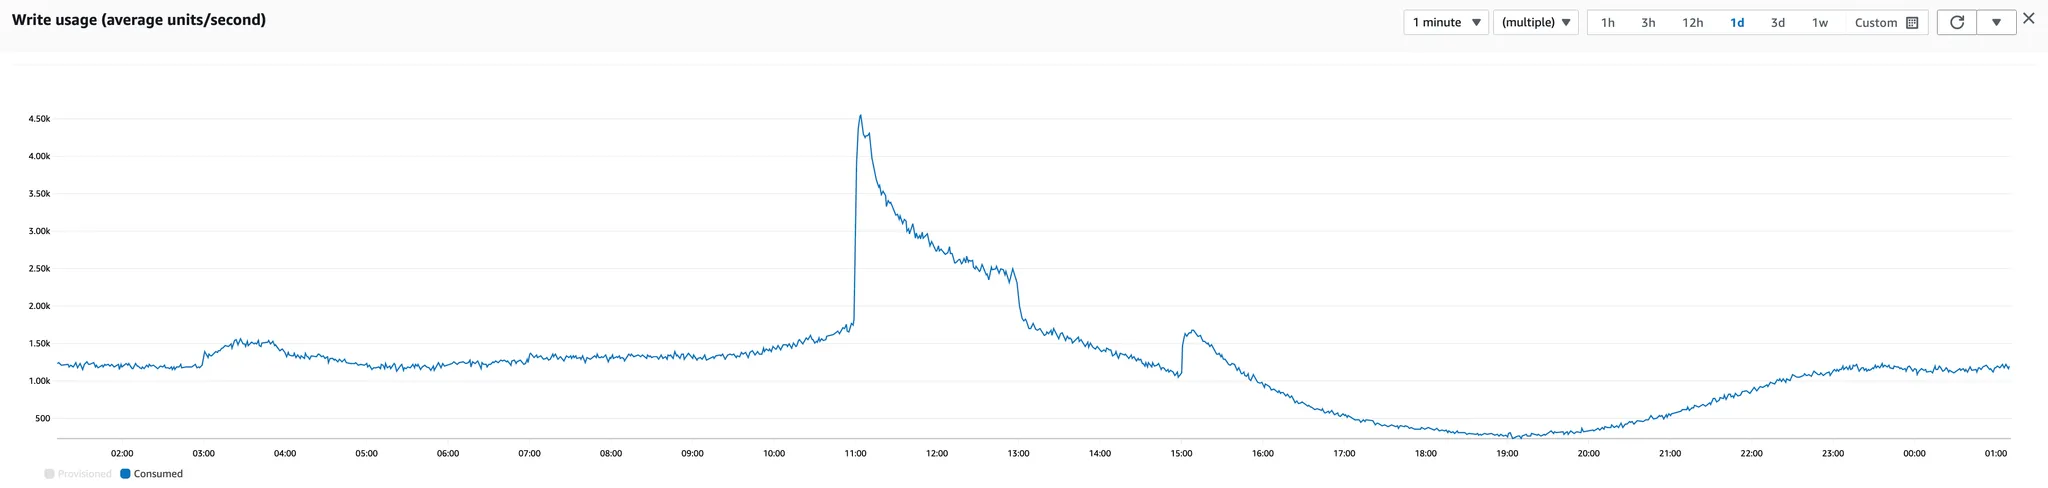 Write usage (average units/second)
1 minute (multiple) 1h 3h 12h 1d 3d 1w Custom
4.50k
4.00k
3.50k
3.00k
2.50k
2.00k
1.50k
1.00k
500
02:00 03:00 04:00 05:00 06:00 07:00 08:00 09:00 10:00 11:00 12:00 13:00 14:00 15:00 16:00 17:00 18:00 19:00 20:00 21:00 22:00 23:00 00:00 01:00
Provisioned Consumed